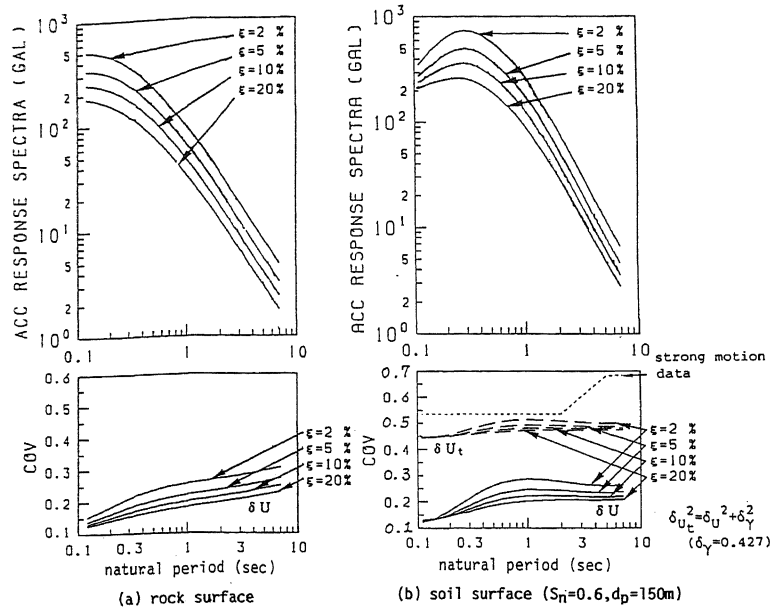 ACC RESPONSE SPECTRA (GAL)
10³
5
2
10²
5
2
10¹
5
2
10⁰
0.1
1
10
ξ=2 %
ξ=5 %
ξ=10%
ξ=20%
ACC RESPONSE SPECTRA (GAL)
10³
5
2
10²
5
2
10¹
5
2
10⁰
0.1
1
10
ξ=2 %
ξ=5 %
ξ=10%
ξ=20%
COV
0.6
0.5
0.4
0.3
0.2
0.1
0.1
0.3
1
3
10
ξ=2 %
ξ=5 %
ξ=10%
ξ=20%
δU
natural period (sec)
(a) rock surface
COV
0.7
0.6
0.5
0.4
0.3
0.2
0.1
0.1
0.3
1
3
10
strong motion
data
δUt
ξ=2 %
ξ=5 %
ξ=10%
ξ=20%
δU
δUt²=δU²+δγ²
(δγ=0.427)
natural period (sec)
(b) soil surface (Sn=0.6,dp=150m)